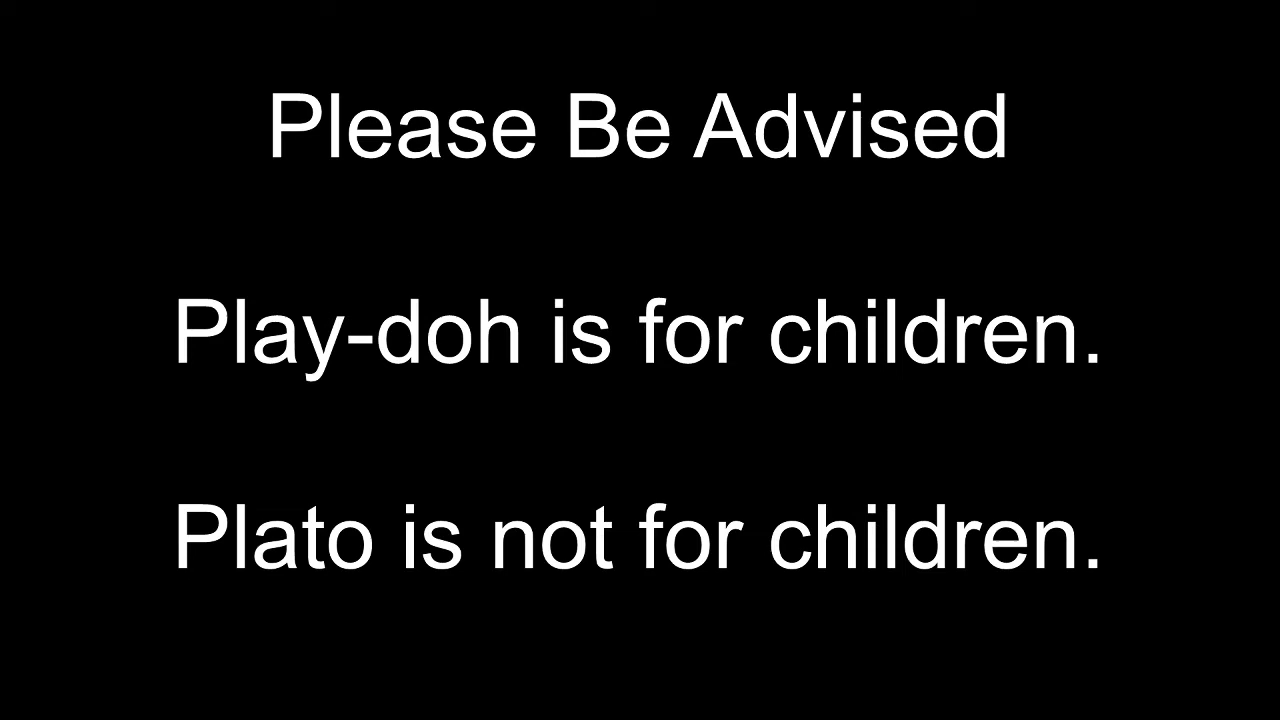 Please Be Advised
Play-doh is for children.
Plato is not for children.